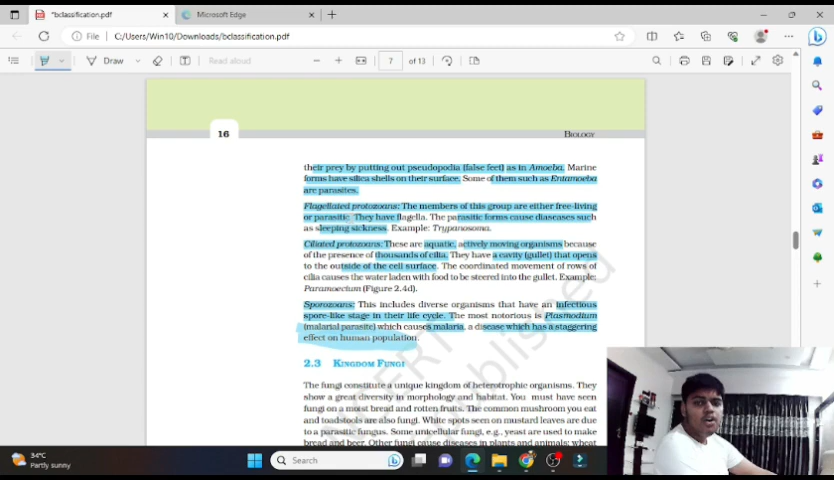 *bclassification.pdf
Microsoft Edge
File
C:/Users/Win10/Downloads/bclassification.pdf
Draw
Read aloud
7
of 13
16
BIOLOGY
their prey by putting out pseudopodia (false feet) as in Amoeba. Marine
forms have silica shells on their surface. Some of them such as Entamoeba
are parasites.
Flagellated protozoans: The members of this group are either free-living
or parasitic. They have flagella. The parasitic forms cause diaseases such
as sleeping sickness. Example: Trypanosoma.
Ciliated protozoans: These are aquatic, actively moving organisms because
of the presence of thousands of cilia. They have a cavity (gullet) that opens
to the outside of the cell surface. The coordinated movement of rows of
cilia causes the water laden with food to be steered into the gullet. Example:
Paramoecium (Figure 2.4d).
Sporozoans: This includes diverse organisms that have an infectious
spore-like stage in their life cycle. The most notorious is Plasmodium
(malarial parasite) which causes malaria, a disease which has a staggering
effect on human population.
2.3 KINGDOM FUNGI
The fungi constitute a unique kingdom of heterotrophic organisms. They
show a great diversity in morphology and habitat. You must have seen
fungi on a moist bread and rotten fruits. The common mushroom you eat
and toadstools are also fungi. White spots seen on mustard leaves are due
to a parasitic fungus. Some unicellular fungi, e.g., yeast are used to make
bread and beer. Other fungi cause diseases in plants and animals; wheat
34°C
Partly sunny
Search